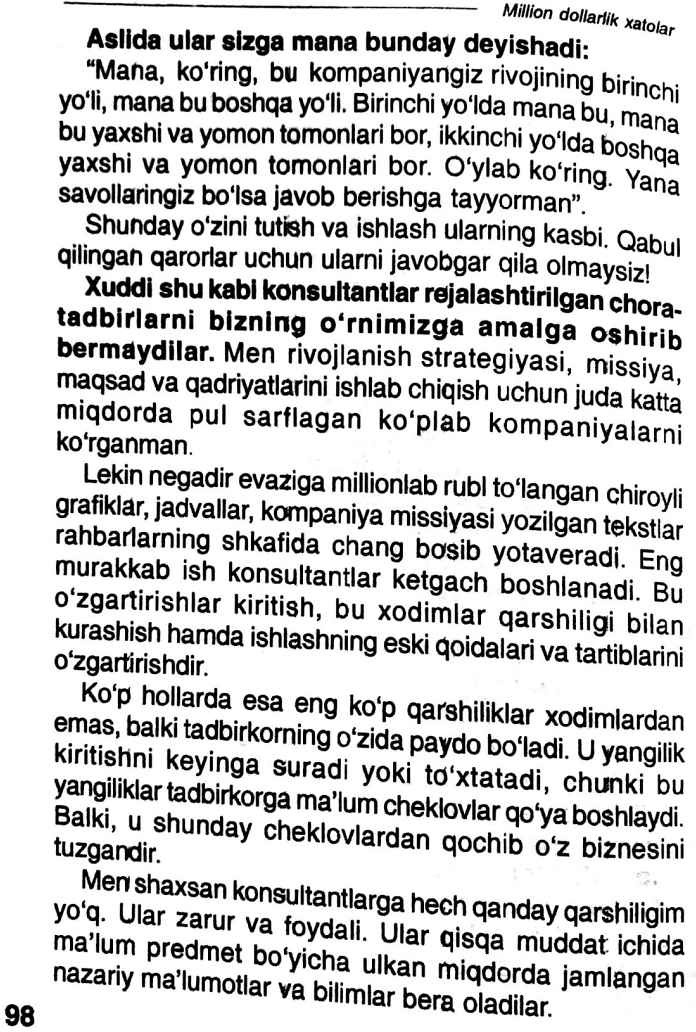 Million dollarlik xatolar
Aslida ular sizga mana bunday deyishadi:
“Mana, ko‘ring, bu kompaniyangiz rivojining birinchi
yo‘li, mana bu boshqa yo‘li. Birinchi yo‘lda mana bu, mana
bu yaxshi va yomon tomonlari bor, ikkinchi yo‘lda boshqa
yaxshi va yomon tomonlari bor. O‘ylab ko‘ring. Yana
savollaringiz bo‘lsa javob berishga tayyorman”.
Shunday o‘zini tutish va ishlash ularning kasbi. Qabul
qilingan qarorlar uchun ularni javobgar qila olmaysiz!
Xuddi shu kabi konsultantlar rejalashtirilgan chora-
tadbirlarni bizning o‘rnimizga amalga oshirib
bermaydilar. Men rivojlanish strategiyasi, missiya,
maqsad va qadriyatlarini ishlab chiqish uchun juda katta
miqdorda pul sarflagan ko‘plab kompaniyalarni
ko‘rganman.
Lekin negadir evaziga millionlab rubl to‘langan chiroyli
grafiklar, jadvallar, kompaniya missiyasi yozilgan tekstlar
rahbarlarning shkafida chang bosib yotaveradi. Eng
murakkab ish konsultantlar ketgach boshlanadi. Bu
o‘zgartirishlar kiritish, bu xodimlar qarshiligi bilan
kurashish hamda ishlashning eski qoidalari va tartiblarini
o‘zgartirishdir.
Ko‘p hollarda esa eng ko‘p qarshiliklar xodimlardan
emas, balki tadbirkorning o‘zida paydo bo‘ladi. U yangilik
kiritishni keyinga suradi yoki to‘xtatadi, chunki bu
yangiliklar tadbirkorga ma’lum cheklovlar qo‘ya boshlaydi.
Balki, u shunday cheklovlardan qochib o‘z biznesini
tuzgandir.
Men shaxsan konsultantlarga hech qanday qarshiligim
yo‘q. Ular zarur va foydali. Ular qisqa muddat ichida
ma’lum predmet bo‘yicha ulkan miqdorda jamlangan
nazariy ma’lumotlar va bilimlar bera oladilar.
98